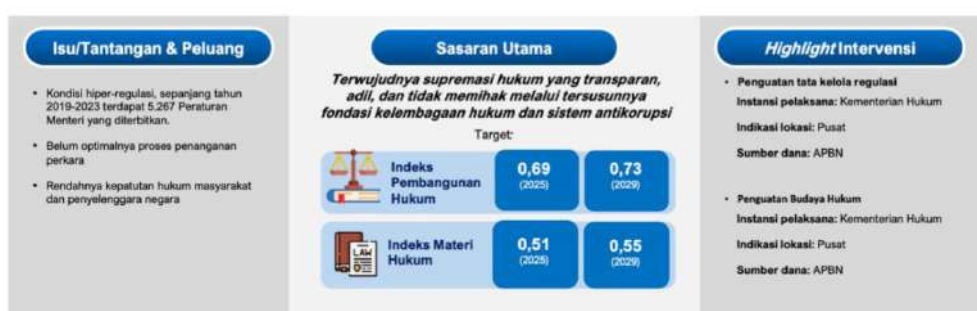 Isu/Tantangan & Peluang
• Kondisi hiper-regulasi, sepanjang tahun
2019-2023 terdapat 5.267 Peraturan
Menteri yang diterbitkan.
• Belum optimalnya proses penanganan
perkara
• Rendahnya kepatutan hukum masyarakat
dan penyelenggara negara
Sasaran Utama
Terwujudnya supremasi hukum yang transparan,
adil, dan tidak memihak melalui tersusunnya
fondasi kelembagaan hukum dan sistem antikorupsi
Target:
Indeks
Pembangunan
Hukum
0,69
(2025)
0,73
(2029)
LAW
Indeks Materi
Hukum
0,51
(2025)
0,55
(2029)
Highlight Intervensi
• Penguatan tata kelola regulasi
Instansi pelaksana: Kementerian Hukum
Indikasi lokasi: Pusat
Sumber dana: APBN
• Penguatan Budaya Hukum
Instansi pelaksana: Kementerian Hukum
Indikasi lokasi: Pusat
Sumber dana: APBN